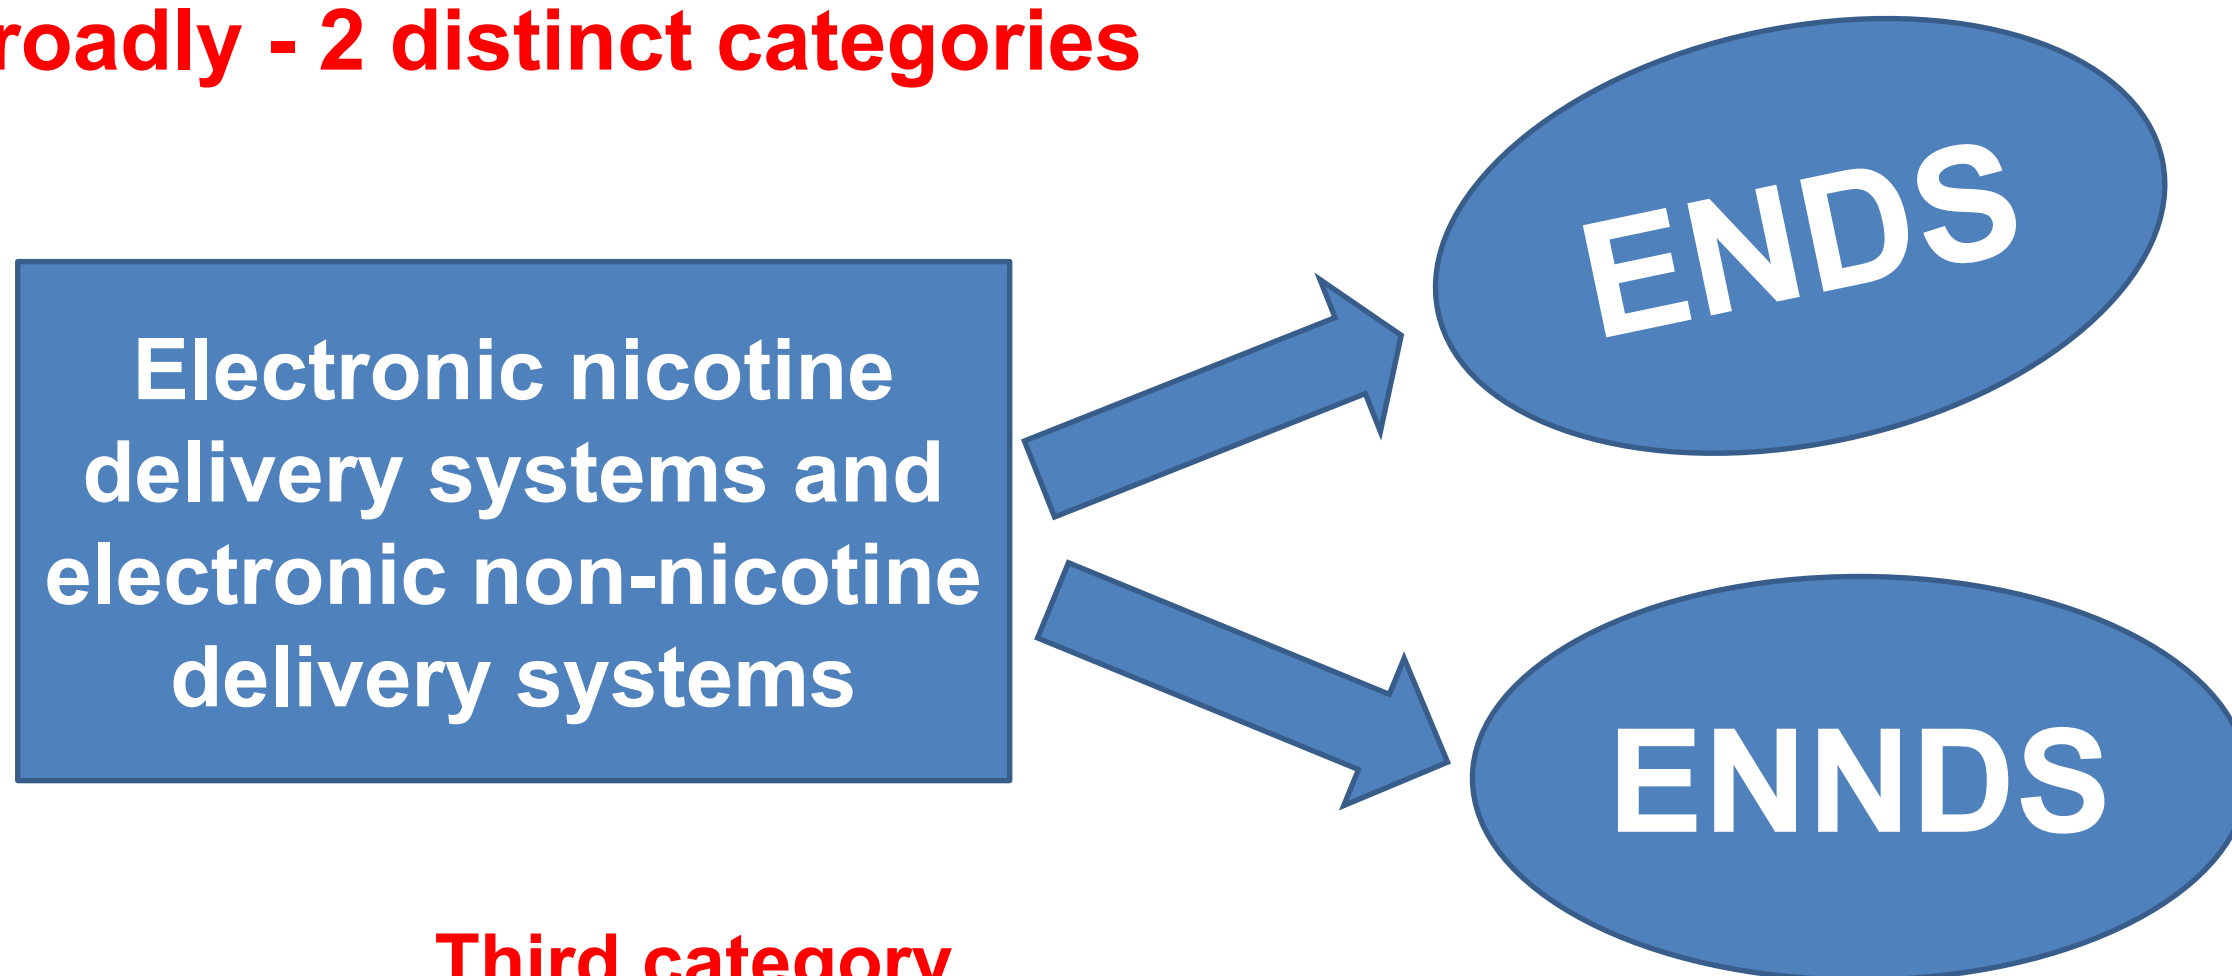 roadly - 2 distinct categories
ENDS
Electronic nicotine
delivery systems and
electronic non-nicotine
delivery systems
ENNDS
Third category